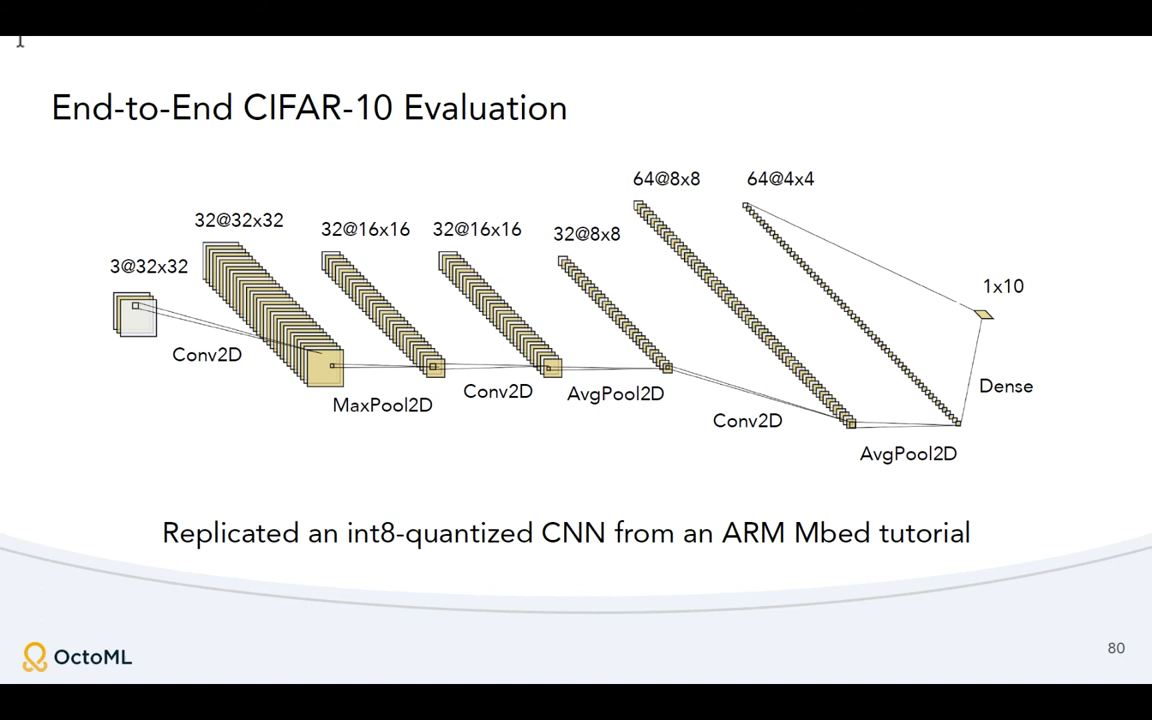 End-to-End CIFAR-10 Evaluation
3@32x32
32@32x32
32@16x16
32@16x16
32@8x8
64@8x8
64@4x4
1x10
Conv2D
MaxPool2D
Conv2D
AvgPool2D
Conv2D
AvgPool2D
Dense
Replicated an int8-quantized CNN from an ARM Mbed tutorial
OctoML
80